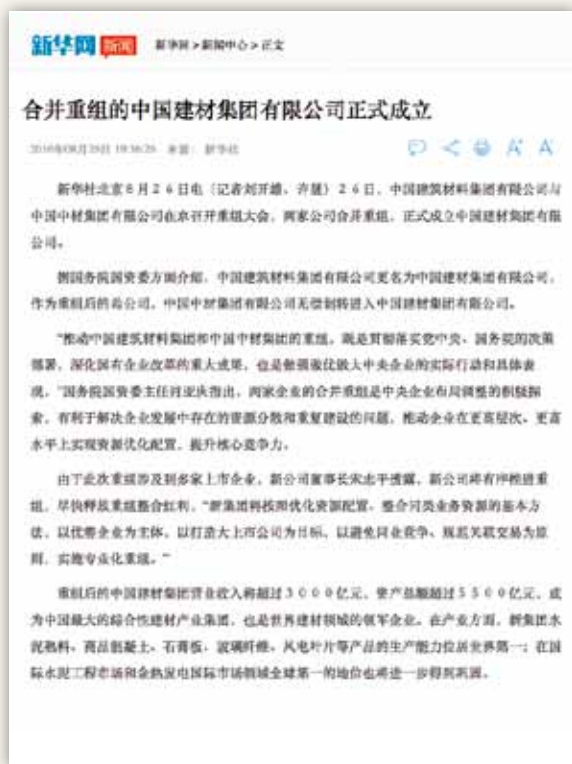 新华网 新闻 新华网 > 新闻中心 > 正文
合并重组的中国建材集团有限公司正式成立
来源： 新华社
新华社北京8月26日电（记者刘开雄、许晟）26日，中国建筑材料集团有限公司与
中国中材集团有限公司在京召开重组大会，两家公司合并重组，正式成立中国建材集团有限
公司。
据国务院国资委方面介绍，中国建筑材料集团有限公司更名为中国建材集团有限公司，
作为重组后的母公司，中国中材集团有限公司无偿划转进入中国建材集团有限公司。
“推动中国建筑材料集团和中国中材集团的重组，既是贯彻落实党中央、国务院的决策
部署，深化国有企业改革的重大成果，也是做强做优做大中央企业的实际行动和具体表
现。”国务院国资委主任肖亚庆指出，两家企业的合并重组是中央企业布局调整的积极探
索，有利于解决企业发展中存在的资源分散和重复建设的问题，推动企业在更高层次、更高
水平上实现资源优化配置，提升核心竞争力。
由于此次重组涉及到多家上市企业，新公司董事长宋志平透露，新公司将有序推进重
组，尽快释放重组整合红利，“新集团将按照优化资源配置，整合同类业务资源的基本方
法，以优势企业为主体，以打造大上市公司为目标，以避免同业竞争、规范关联交易为原
则，实施专业化重组。”
重组后的中国建材集团营业收入将超过3000亿元，资产总额超过5500亿元，成
为中国最大的综合性建材产业集团，也是世界建材领域的领军企业。在产业方面，新集团水
泥熟料、商品混凝土、石膏板、玻璃纤维、风电叶片等产品的生产能力位居世界第一；在国
际水泥工程市场和余热发电国际市场领域全球第一的地位也将进一步得到巩固。